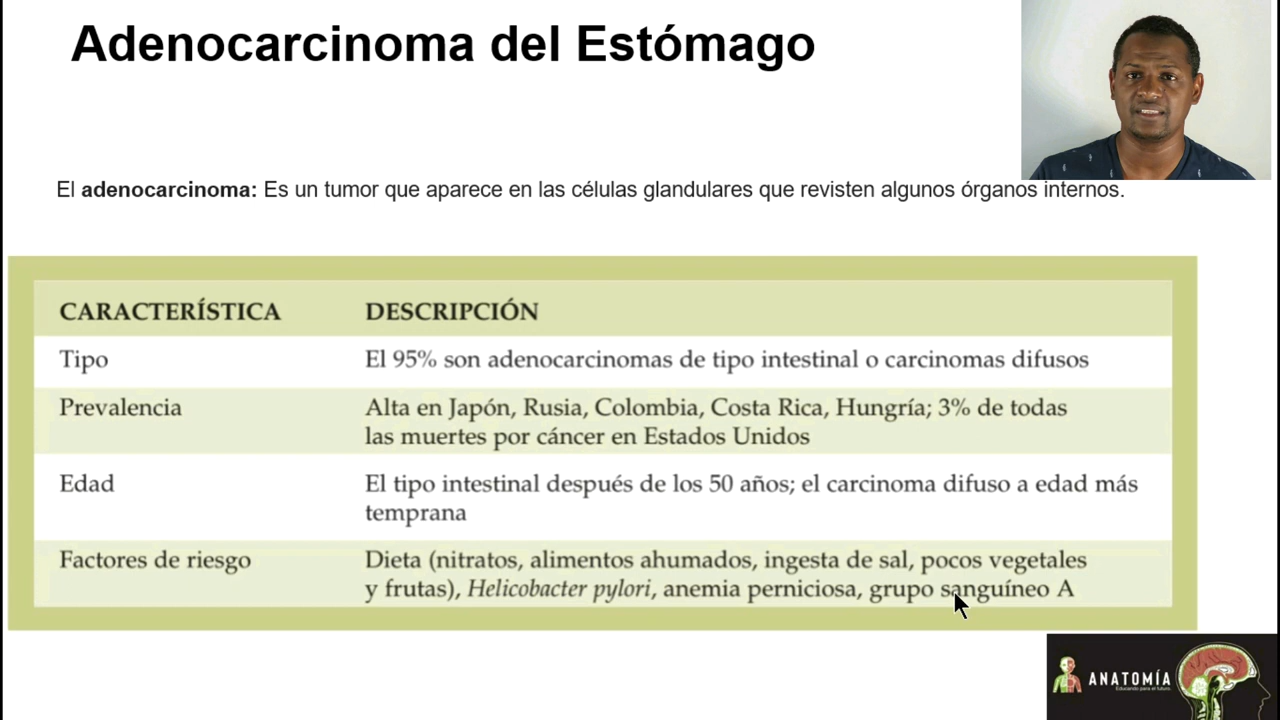 Adenocarcinoma del Estómago
El adenocarcinoma: Es un tumor que aparece en las células glandulares que revisten algunos órganos internos.
CARACTERÍSTICA DESCRIPCIÓN
Tipo El 95% son adenocarcinomas de tipo intestinal o carcinomas difusos
Prevalencia Alta en Japón, Rusia, Colombia, Costa Rica, Hungría; 3% de todas
las muertes por cáncer en Estados Unidos
Edad El tipo intestinal después de los 50 años; el carcinoma difuso a edad más
temprana
Factores de riesgo Dieta (nitratos, alimentos ahumados, ingesta de sal, pocos vegetales
y frutas), Helicobacter pylori, anemia perniciosa, grupo sanguíneo A
ANATOMÍA
Educando para el futuro.